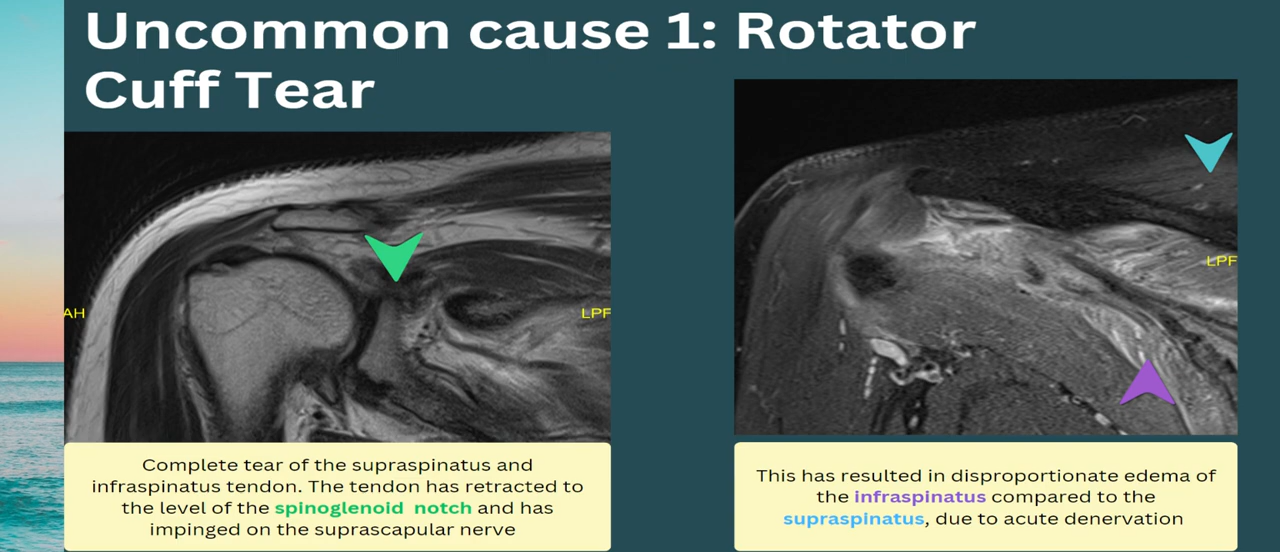 Uncommon cause 1: Rotator
Cuff Tear
AH
LPF
LPF
Complete tear of the supraspinatus and
infraspinatus tendon. The tendon has retracted to
the level of the spinoglenoid notch and has
impinged on the suprascapular nerve
This has resulted in disproportionate edema of
the infraspinatus compared to the
supraspinatus, due to acute denervation